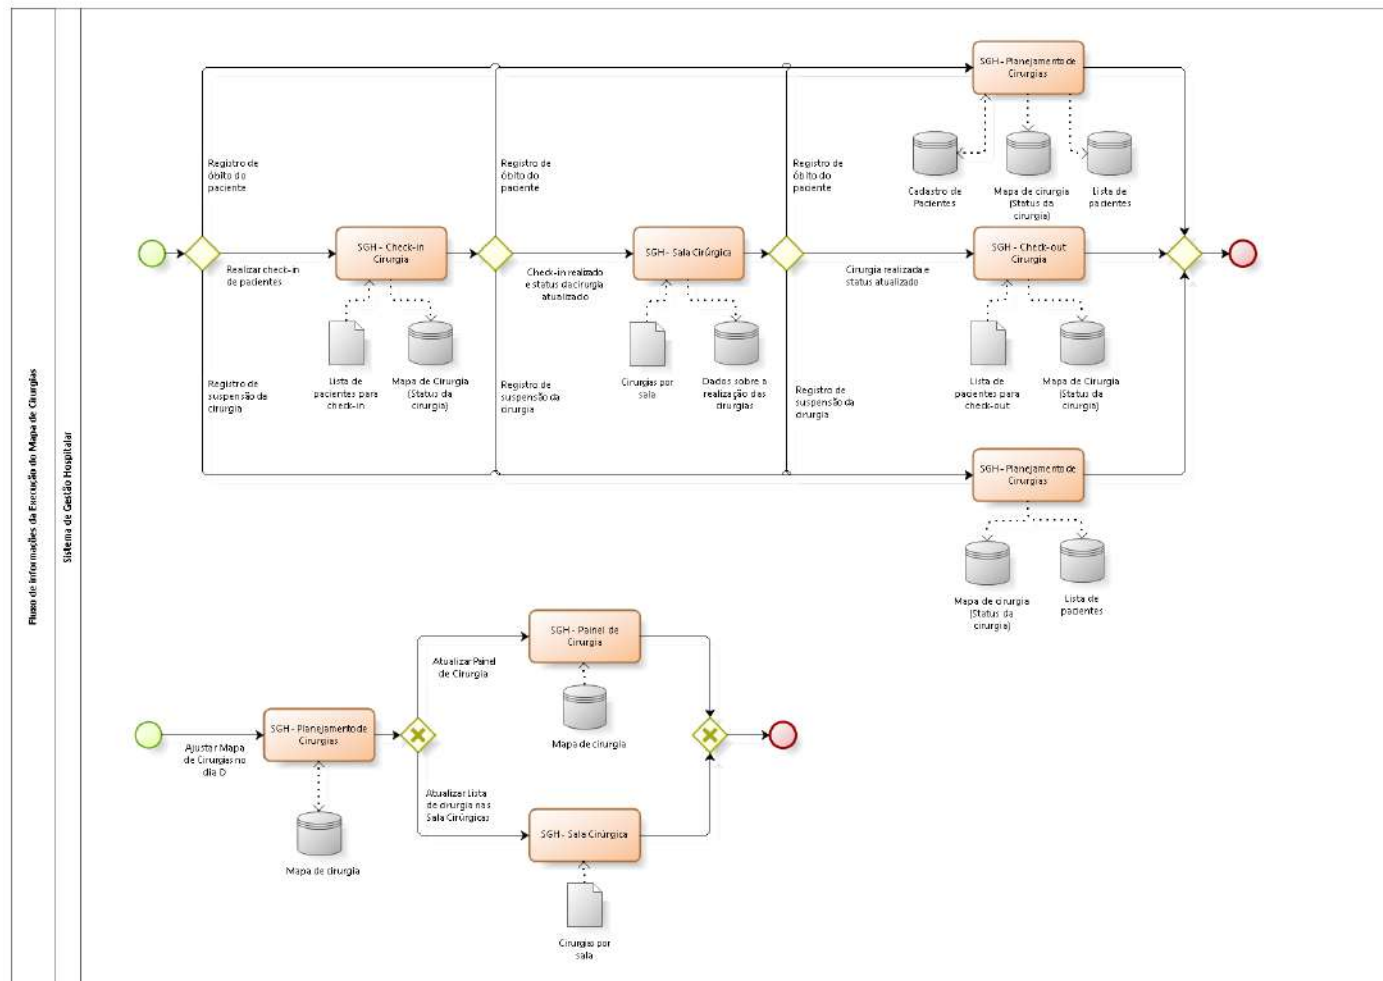 Fluxo de informações da Execução do Mapa de Cirurgias
Sistema de Gestão Hospitalar
SGH - Planejamento de
Cirurgias
Cadastro de
Pacientes
Mapa de cirurgia
(Status da
cirurgia)
Lista de
pacientes
Registro de
óbito do
paciente
Registro de
óbito do
paciente
Registro de
óbito do
paciente
SGH - Check-in
Cirurgia
SGH - Sala Cirúrgica
SGH - Check-out
Cirurgia
Realizar check-in
de pacientes
Check-in realizado
e status da cirurgia
atualizado
Cirurgia realizada e
status atualizado
Lista de
pacientes para
check-in
Mapa de Cirurgia
(Status da
cirurgia)
Cirurgias por
sala
Dados sobre a
realização das
cirurgias
Lista de
pacientes para
check-out
Mapa de Cirurgia
(Status da
cirurgia)
Registro de
suspensão da
cirurgia
Registro de
suspensão da
cirurgia
Registro de
suspensão da
cirurgia
SGH - Planejamento de
Cirurgias
Mapa de cirurgia
(Status da
cirurgia)
Lista de
pacientes
SGH - Painel de
Cirurgia
Atualizar Painel
de Cirurgia
Mapa de cirurgia
SGH - Planejamento de
Cirurgias
Ajustar Mapa
de Cirurgias no
dia D
Mapa de cirurgia
Atualizar Lista
de cirurgia nas
Sala Cirúrgicas
SGH - Sala Cirúrgica
Cirurgias por
sala